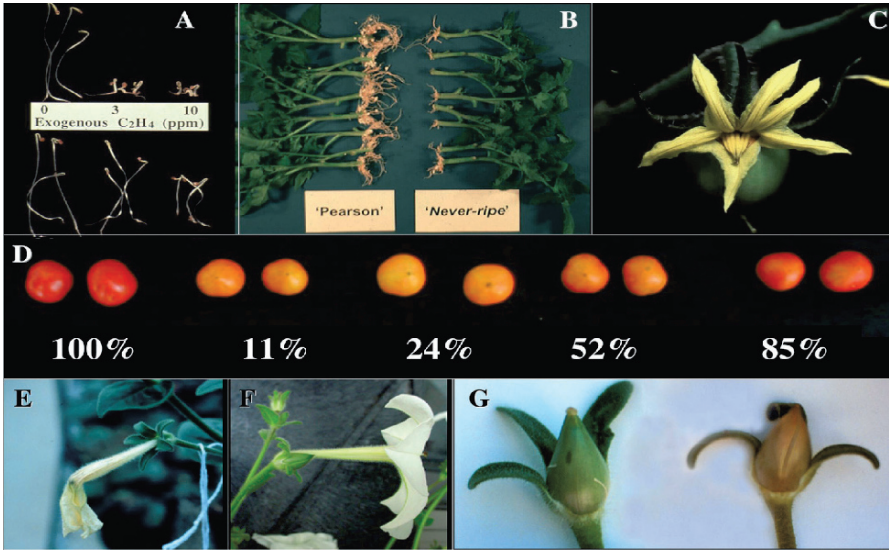 A
0 3 10
Exogenous C₂H₄ (ppm)
B
'Pearson' 'Never-ripe'
C
D
100% 11% 24% 52% 85%
E
F
G